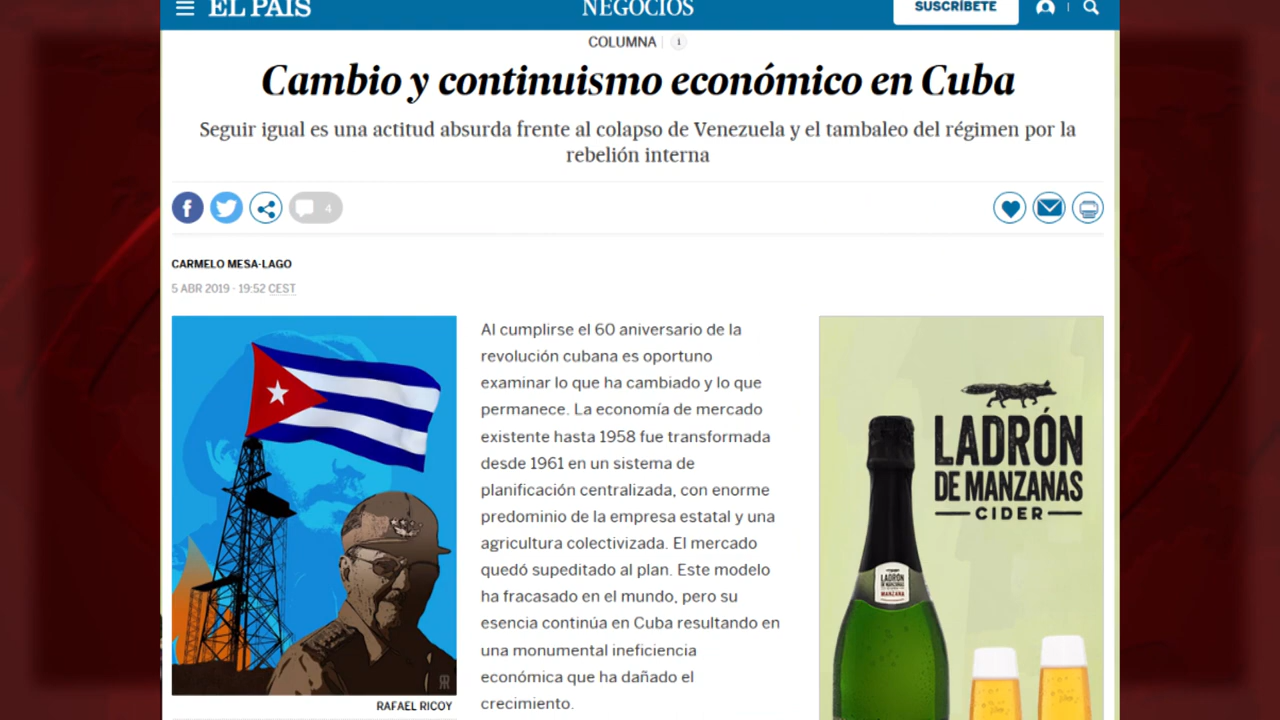 EL PAÍS
NEGOCIOS
SUSCRÍBETE
COLUMNA
Cambio y continuismo económico en Cuba
Seguir igual es una actitud absurda frente al colapso de Venezuela y el tambaleo del régimen por la
rebelión interna
4
CARMELO MESA-LAGO
5 ABR 2019 - 19:52 CEST
Al cumplirse el 60 aniversario de la
revolución cubana es oportuno
examinar lo que ha cambiado y lo que
permanece. La economía de mercado
existente hasta 1958 fue transformada
desde 1961 en un sistema de
planificación centralizada, con enorme
predominio de la empresa estatal y una
agricultura colectivizada. El mercado
quedó supeditado al plan. Este modelo
ha fracasado en el mundo, pero su
esencia continúa en Cuba resultando en
una monumental ineficiencia
económica que ha dañado el
crecimiento.
RAFAEL RICOY
LADRÓN
DE MANZANAS
CIDER
LADRÓN
DE MANZANAS
MANZANA